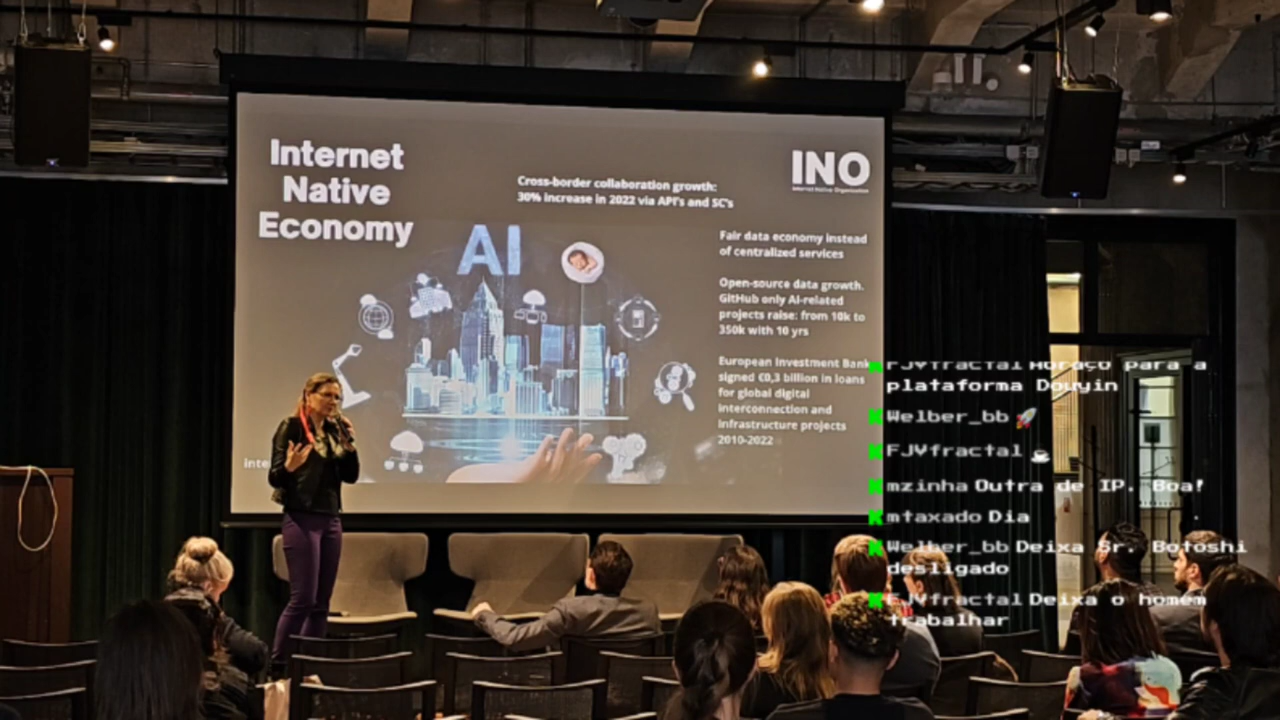 Internet
Native
Economy
Cross-border collaboration growth:
30% increase in 2022 via API's and SC's
INO
Internet Native Organisation
AI
Fair data economy instead
of centralized services
Open-source data growth.
GitHub only AI-related
projects raise: from 10k to
350k with 10 yrs
European Investment Bank
signed €0,3 billion in loans
for global digital
interconnection and
infrastructure projects
2010-2022
Inte
plataforma Douyin
Welber_bb 🚀
FJVfractal ☕
mzinha Outra de IP. Boa!
mtaxado Dia
Welber_bb Deixa Sr. Botoshi
desligado
FJVfractal Deixa o homem
trabalhar